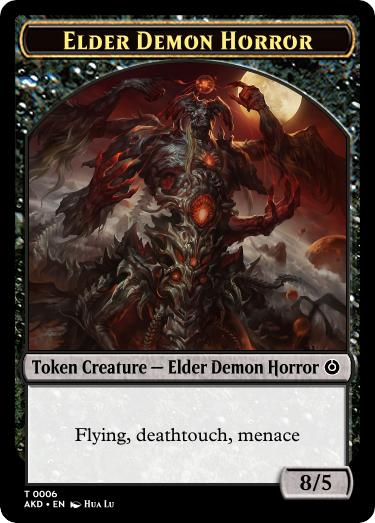 Elder Demon Horror
Token Creature — Elder Demon Horror
Flying, deathtouch, menace
8/5
T 0006
AKD • EN Hua Lu